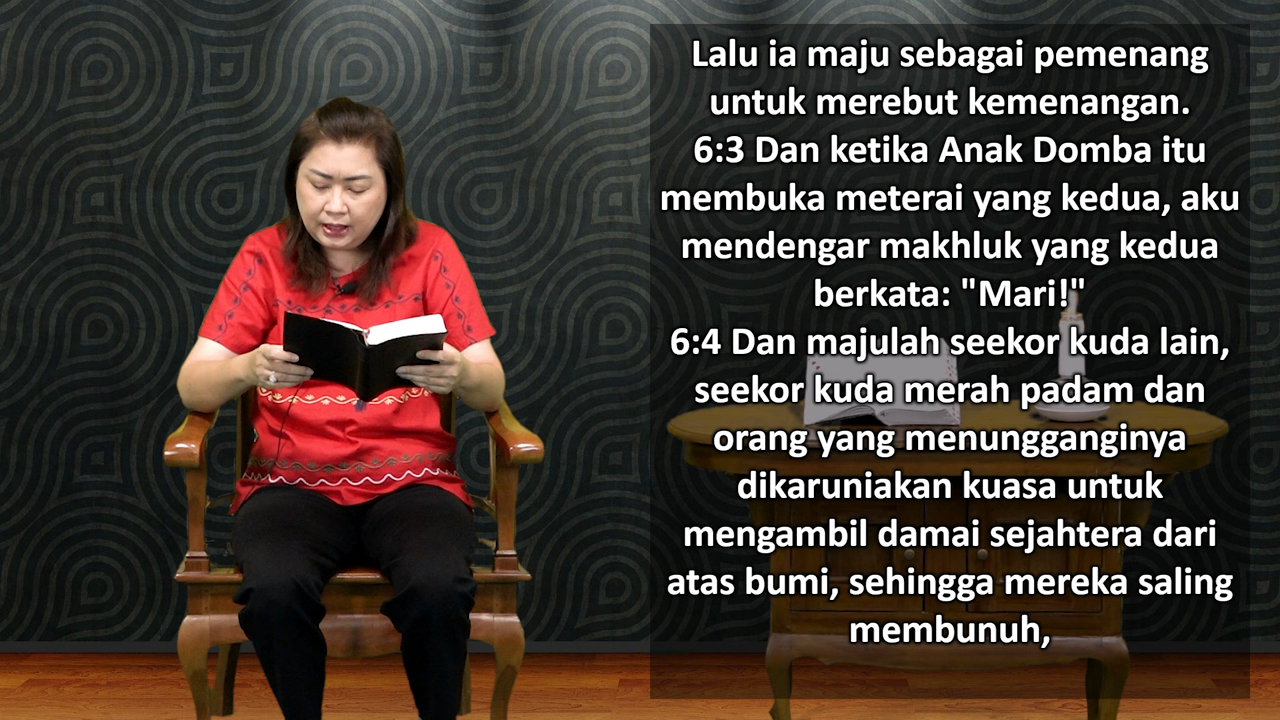 Lalu ia maju sebagai pemenang
untuk merebut kemenangan.
6:3 Dan ketika Anak Domba itu
membuka meterai yang kedua, aku
mendengar makhluk yang kedua
berkata: "Mari!"
6:4 Dan majulah seekor kuda lain,
seekor kuda merah padam dan
orang yang menungganginya
dikaruniakan kuasa untuk
mengambil damai sejahtera dari
atas bumi, sehingga mereka saling
membunuh,